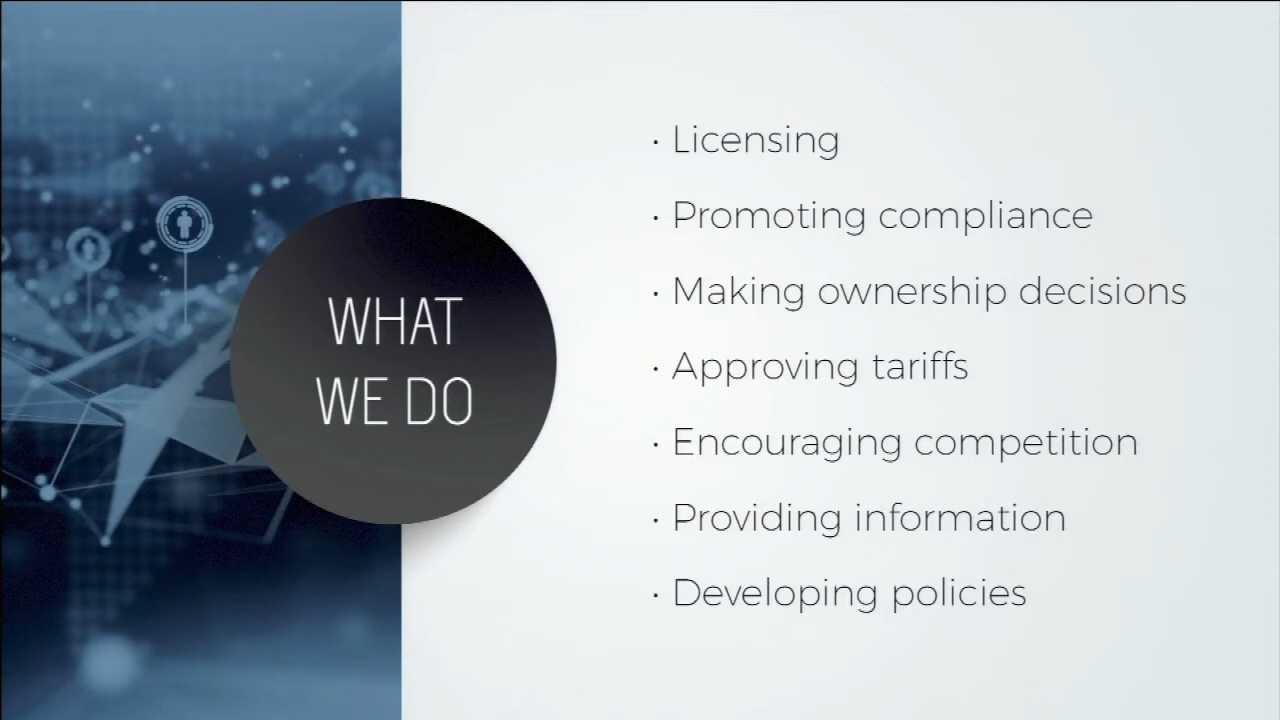 WHAT
WE DO
· Licensing
· Promoting compliance
· Making ownership decisions
· Approving tariffs
· Encouraging competition
· Providing information
· Developing policies